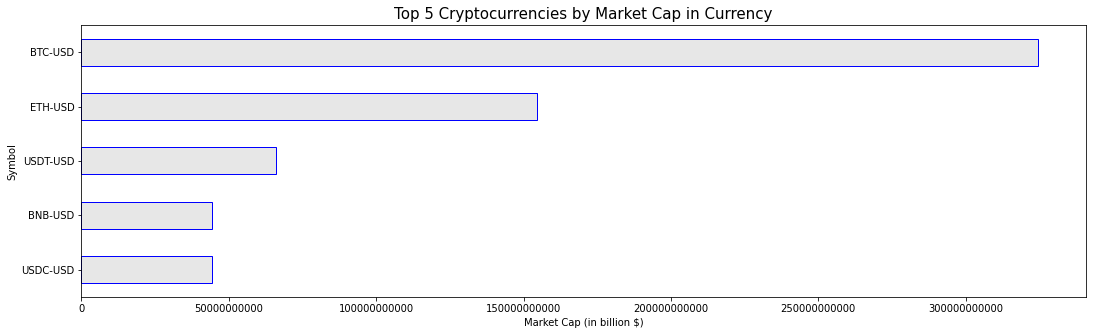 Top 5 Cryptocurrencies by Market Cap in Currency
BTC-USD
ETH-USD
USDT-USD
BNB-USD
USDC-USD
Symbol
0 50000000000 100000000000 150000000000 200000000000 250000000000 300000000000
Market Cap (in billion $)